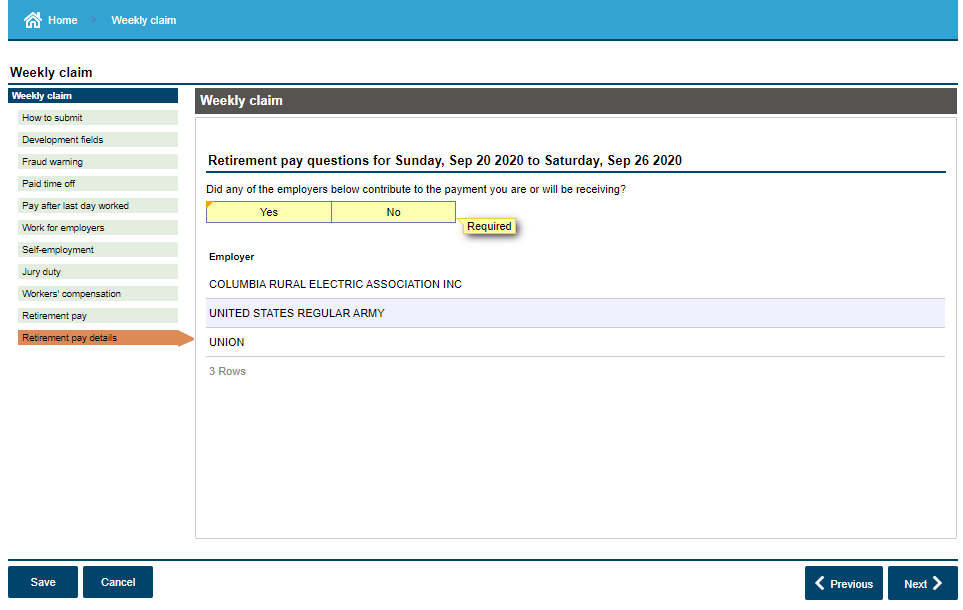 Home
Weekly claim
Weekly claim
Weekly claim
How to submit
Development fields
Fraud warning
Paid time off
Pay after last day worked
Work for employers
Self-employment
Jury duty
Workers' compensation
Retirement pay
Retirement pay details
Weekly claim
Retirement pay questions for Sunday, Sep 20 2020 to Saturday, Sep 26 2020
Did any of the employers below contribute to the payment you are or will be receiving?
Yes No
Required
Employer
COLUMBIA RURAL ELECTRIC ASSOCIATION INC
UNITED STATES REGULAR ARMY
UNION
3 Rows
Save Cancel Previous Next